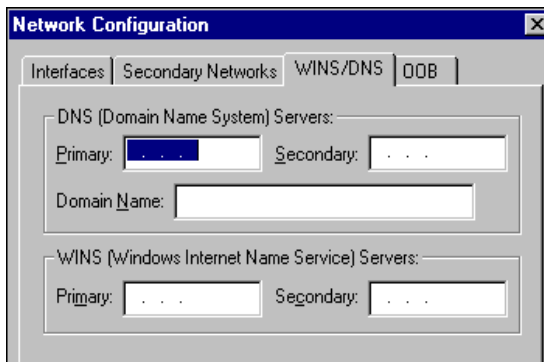 Network Configuration
Interfaces Secondary Networks WINS/DNS OOB
DNS (Domain Name System) Servers:
Primary: . . . Secondary: . . .
Domain Name:
WINS (Windows Internet Name Service) Servers:
Primary: . . . Secondary: . . .